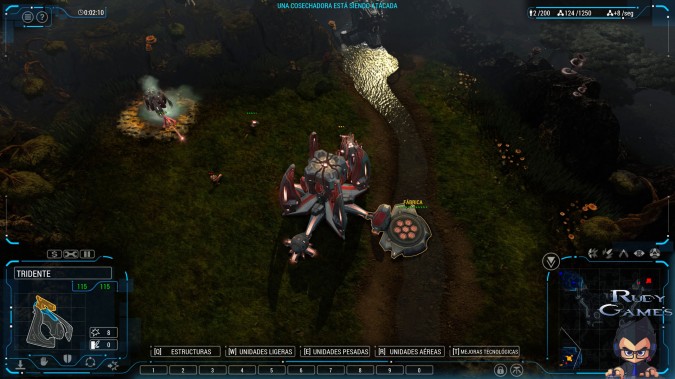 UNA COSECHADORA ESTÁ SIENDO ATACADA
0:02:10
2 /200 124 /1250 +8 /seg
FÁBRICA
TRIDENTE
115 115
8
0
RUDY
GAMES
[Q] ESTRUCTURAS [W] UNIDADES LIGERAS [E] UNIDADES PESADAS [R] UNIDADES AÉREAS [T] MEJORAS TECNOLÓGICAS
1 2 3 4 5 6 7 8 9 0